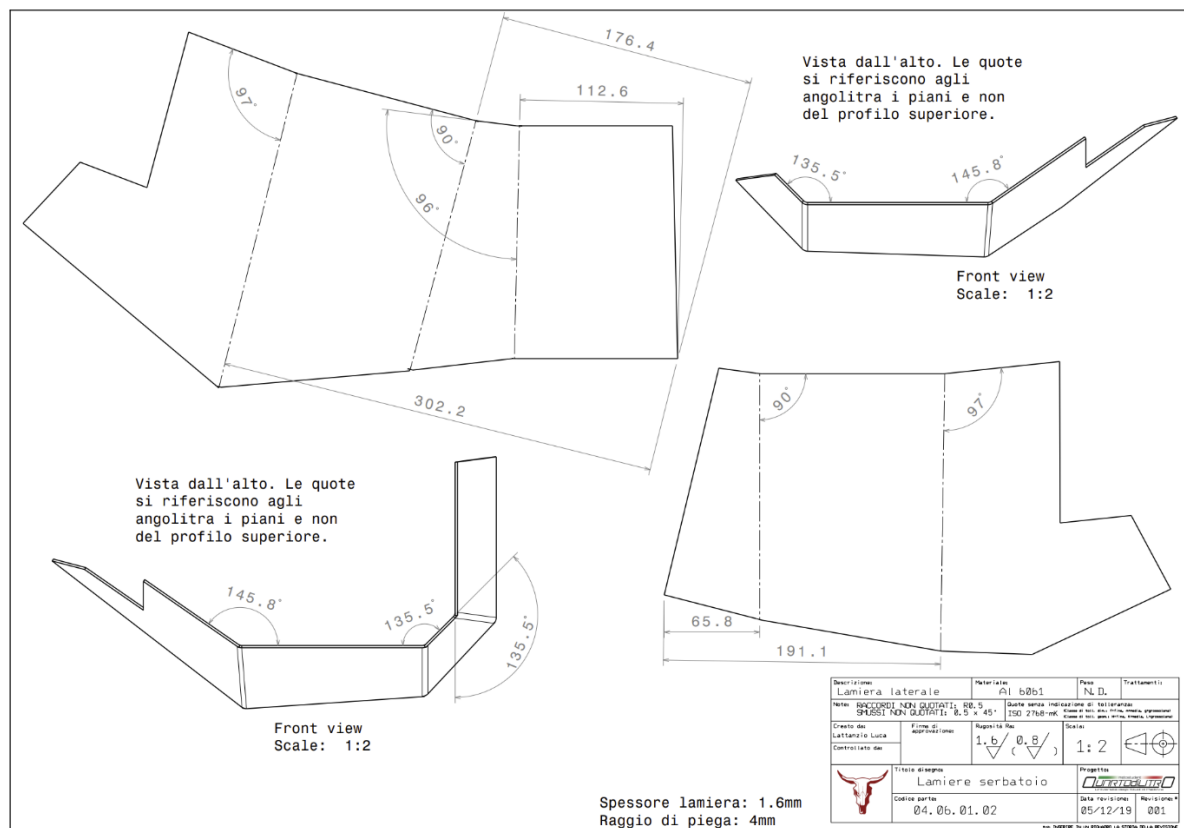 176.4
112.6
97°
90°
96°
302.2
Vista dall'alto. Le quote
si riferiscono agli
angolitra i piani e non
del profilo superiore.
135.5°
145.8°
Front view
Scale: 1:2
90°
97°
65.8
191.1
Vista dall'alto. Le quote
si riferiscono agli
angolitra i piani e non
del profilo superiore.
145.8°
135.5°
135.5°
Front view
Scale: 1:2
Spessore lamiera: 1.6mm
Raggio di piega: 4mm
Descrizione:
Lamiera laterale
Materiale:
Al 6061
Peso
N.D.
Trattamenti:
Note: RACCORDI NON QUOTATI: R0.5
SMUSSI NON QUOTATI: 0.5 x 45°
Quote senza indicazione di tolleranza:
ISO 2768-mK
Creato da:
Lattanzio Luca
Controllato da:
Firma di
approvazione:
Rugosità Ra:
1.6 ( 0.8 )
Scala:
1:2
Titolo disegno:
Lamiere serbatoio
Progetto:
QUARTODLITRO
Codice parte:
04.06.01.02
Data revisione:
05/12/19
Revisione:#
001